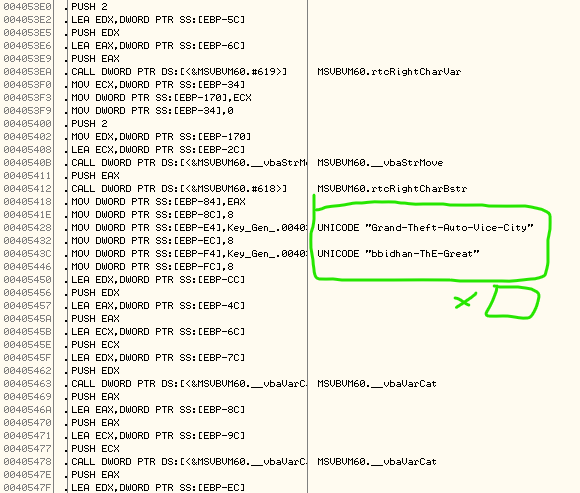 004053E0 . PUSH 2
004053E2 . LEA EDX,DWORD PTR SS:[EBP-5C]
004053E5 . PUSH EDX
004053E6 . LEA EAX,DWORD PTR SS:[EBP-6C]
004053E9 . PUSH EAX
004053EA . CALL DWORD PTR DS:[<&MSVBVM60.#619>] MSVBVM60.rtcRightCharVar
004053F0 . MOV ECX,DWORD PTR SS:[EBP-34]
004053F3 . MOV DWORD PTR SS:[EBP-170],ECX
004053F9 . MOV DWORD PTR SS:[EBP-34],0
00405400 . PUSH 2
00405402 . MOV EDX,DWORD PTR SS:[EBP-170]
00405408 . LEA ECX,DWORD PTR SS:[EBP-2C]
0040540B . CALL DWORD PTR DS:[<&MSVBVM60.__vbaStrM MSVBVM60.__vbaStrMove
00405411 . PUSH EAX
00405412 . CALL DWORD PTR DS:[<&MSVBVM60.#618>] MSVBVM60.rtcRightCharBstr
00405418 . MOV DWORD PTR SS:[EBP-84],EAX
0040541E . MOV DWORD PTR SS:[EBP-8C],8
00405428 . MOV DWORD PTR SS:[EBP-E4],Key_Gen_.0040 UNICODE "Grand-Theft-Auto-Vice-City"
00405432 . MOV DWORD PTR SS:[EBP-EC],8
0040543C . MOV DWORD PTR SS:[EBP-F4],Key_Gen_.0040 UNICODE "bbidhan-ThE-Great"
00405446 . MOV DWORD PTR SS:[EBP-FC],8
00405450 . LEA EDX,DWORD PTR SS:[EBP-CC]
00405456 . PUSH EDX
00405457 . LEA EAX,DWORD PTR SS:[EBP-4C]
0040545A . PUSH EAX
0040545B . LEA ECX,DWORD PTR SS:[EBP-6C]
0040545E . PUSH ECX
0040545F . LEA EDX,DWORD PTR SS:[EBP-7C]
00405462 . PUSH EDX
00405463 . CALL DWORD PTR DS:[<&MSVBVM60.__vbaVarC MSVBVM60.__vbaVarCat
00405469 . PUSH EAX
0040546A . LEA EAX,DWORD PTR SS:[EBP-8C]
00405470 . PUSH EAX
00405471 . LEA ECX,DWORD PTR SS:[EBP-9C]
00405477 . PUSH ECX
00405478 . CALL DWORD PTR DS:[<&MSVBVM60.__vbaVarC MSVBVM60.__vbaVarCat
0040547E . PUSH EAX
0040547F . LEA EDX,DWORD PTR SS:[EBP-EC]